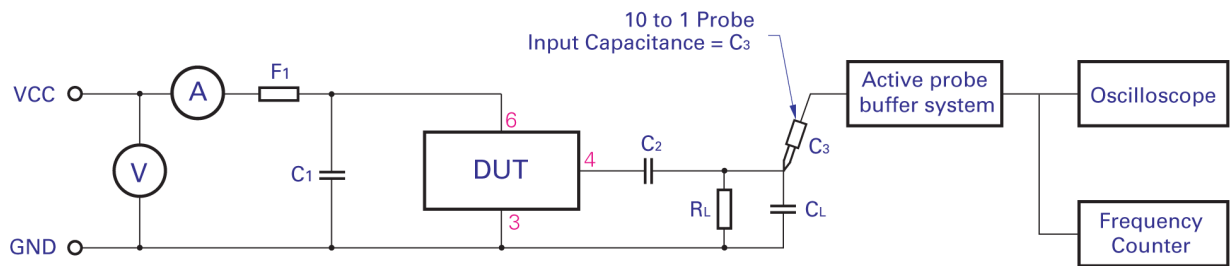 10 to 1 Probe
Input Capacitance = C3
VCC
A
F1
V
C1
6
DUT
4
3
C2
RL
CL
C3
Active probe
buffer system
Oscilloscope
Frequency
Counter
GND